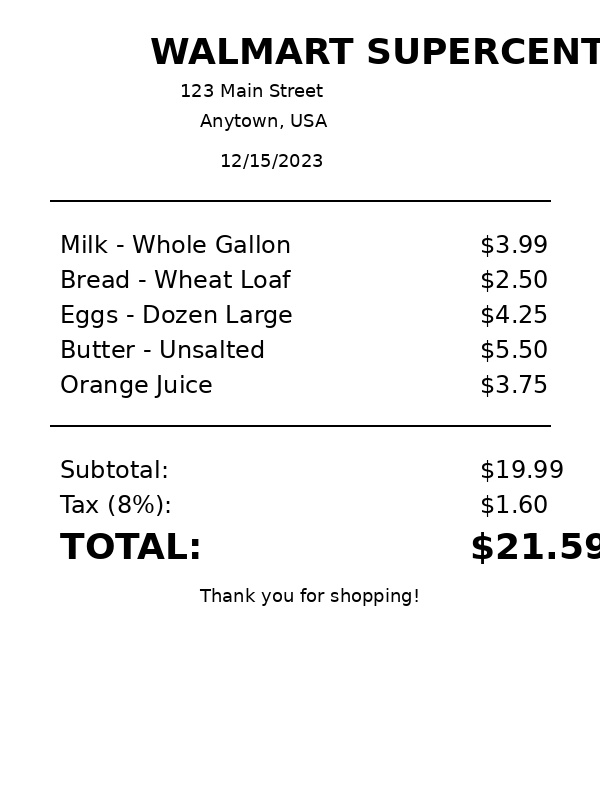 WALMART SUPERCENT
123 Main Street
Anytown, USA
12/15/2023
Milk - Whole Gallon $3.99
Bread - Wheat Loaf $2.50
Eggs - Dozen Large $4.25
Butter - Unsalted $5.50
Orange Juice $3.75
Subtotal: $19.99
Tax (8%): $1.60
TOTAL: $21.59
Thank you for shopping!